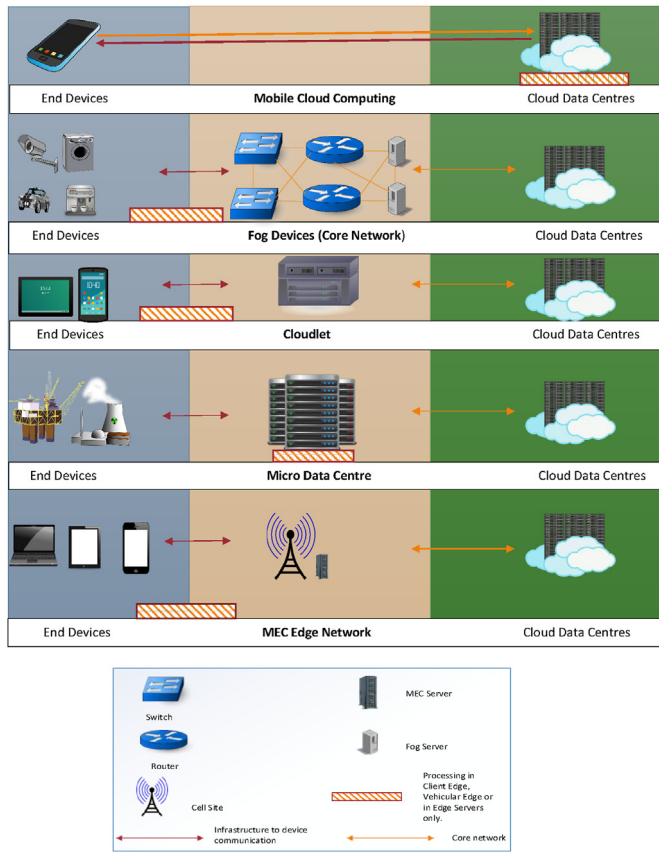 End Devices
Mobile Cloud Computing
Cloud Data Centres
End Devices
Fog Devices (Core Network)
Cloud Data Centres
End Devices
Cloudlet
Cloud Data Centres
End Devices
Micro Data Centre
Cloud Data Centres
End Devices
MEC Edge Network
Cloud Data Centres
Switch
MEC Server
Router
Fog Server
Cell Site
Processing in
Client Edge,
Vehicular Edge or
in Edge Servers
only.
Infrastructure to device
communication
Core network